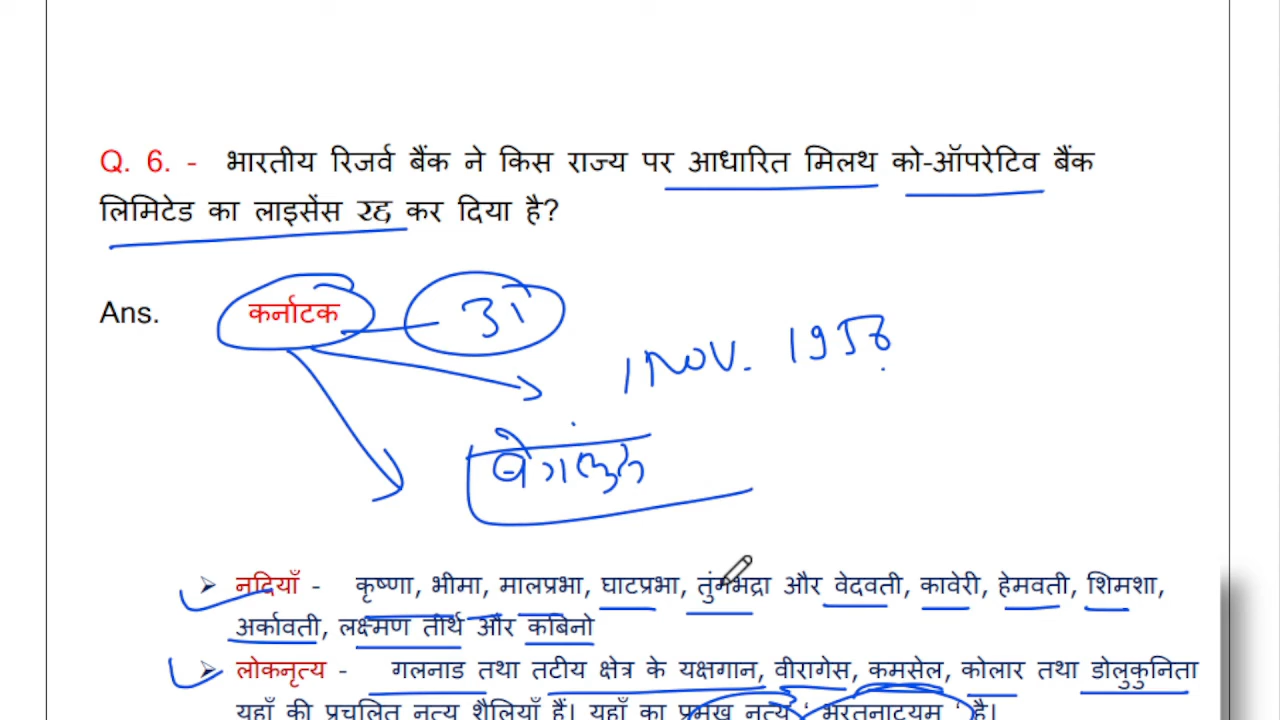 Q. 6. - भारतीय रिजर्व बैंक ने किस राज्य पर आधारित मिलथ को-ऑपरेटिव बैंक
लिमिटेड का लाइसेंस रद्द कर दिया है?
Ans. कर्नाटक 31
1 Nov. 1956
बेंगलुरु
➢ नदियाँ - कृष्णा, भीमा, मालप्रभा, घाटप्रभा, तुंगभद्रा और वेदवती, कावेरी, हेमवती, शिमशा,
अर्कावती, लक्ष्मण तीर्थ और कबिनो
➢ लोकनृत्य - गलनाड तथा तटीय क्षेत्र के यक्षगान, वीरागेस, कमसेल, कोलार तथा डोलुकुनिता
यहाँ की प्रचलित नृत्य शैलियाँ हैं। यहाँ का प्रमुख नृत्य ' भरतनाट्यम ' है।